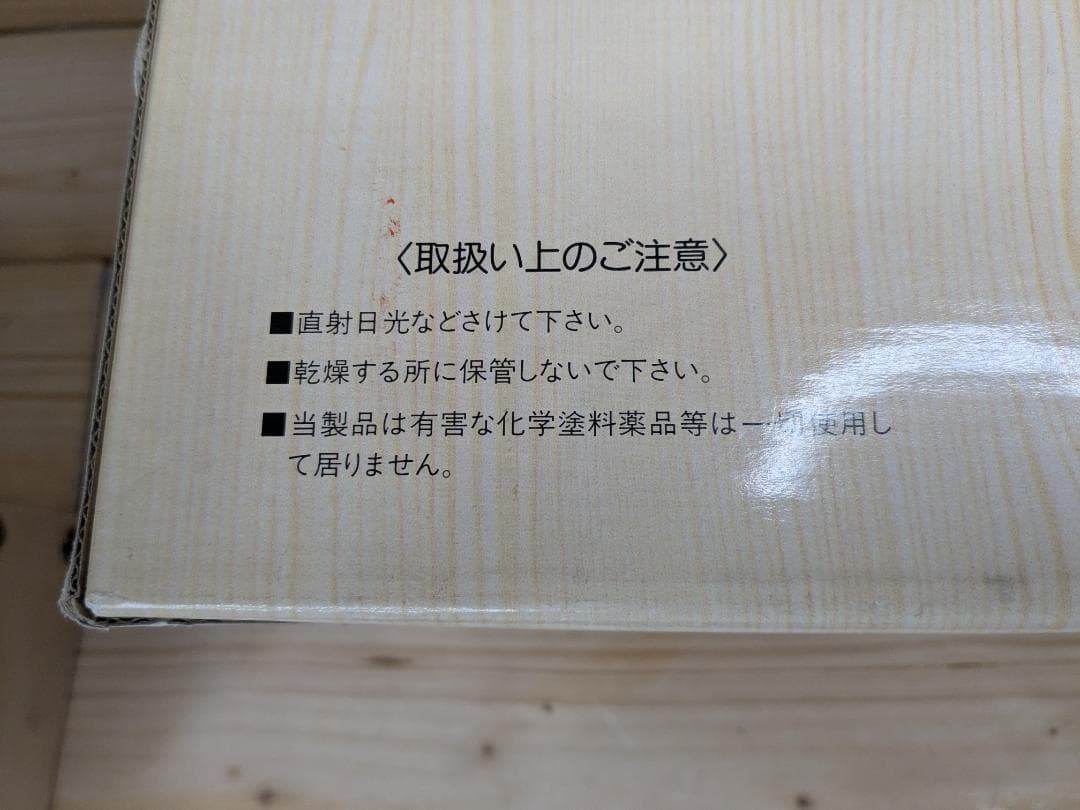 〈取扱い上のご注意〉
■直射日光などさけて下さい。
■乾燥する所に保管しないで下さい。
■当製品は有害な化学塗料薬品等は一切使用し
て居りません。